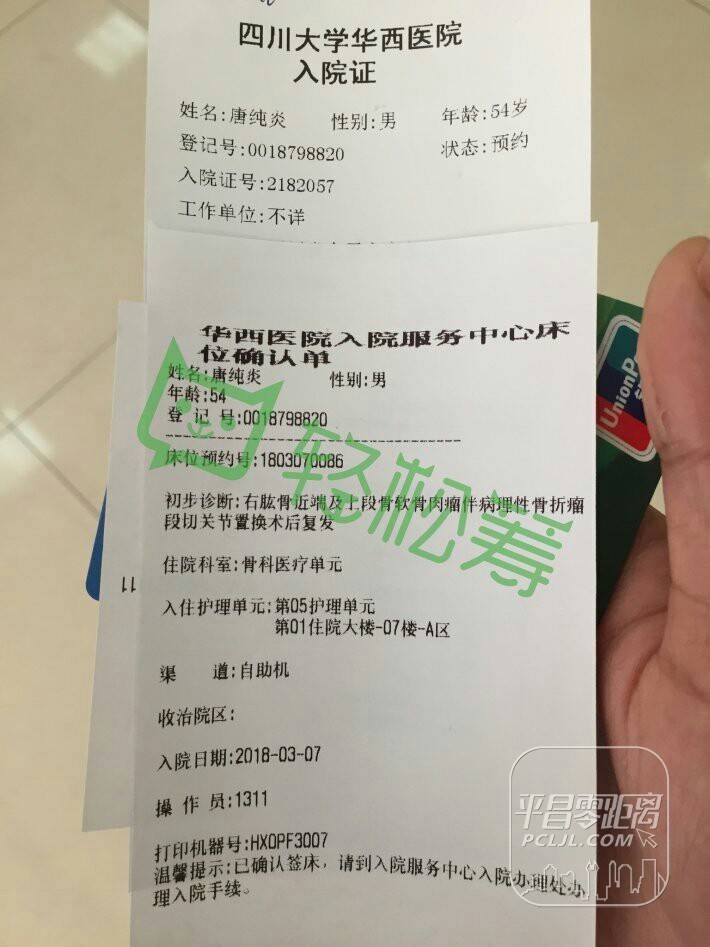 四川大学华西医院
入院证
姓名:唐纯炎 性别:男 年龄:54岁
登记号:0018798820 状态:预约
入院证号:2182057
工作单位:不详
华西医院入院服务中心床
位确认单
姓名:唐纯炎 性别:男
年龄:54
登 记 号:0018798820
床位预约号:1803070086
初步诊断:右肱骨近端及上段骨软骨肉瘤伴病理性骨折瘤
段切关节置换术后复发
住院科室:骨科医疗单元
入住护理单元:第05护理单元
第01住院大楼-07楼-A区
渠 道:自助机
收治院区:
入院日期:2018-03-07
操 作 员:1311
打印机器号:HXOPF3007
温馨提示:已确认签床，请到入院服务中心入院办理处办
理入院手续。
轻松筹
UnionPa
11
平昌零距离
PCLJL.COM